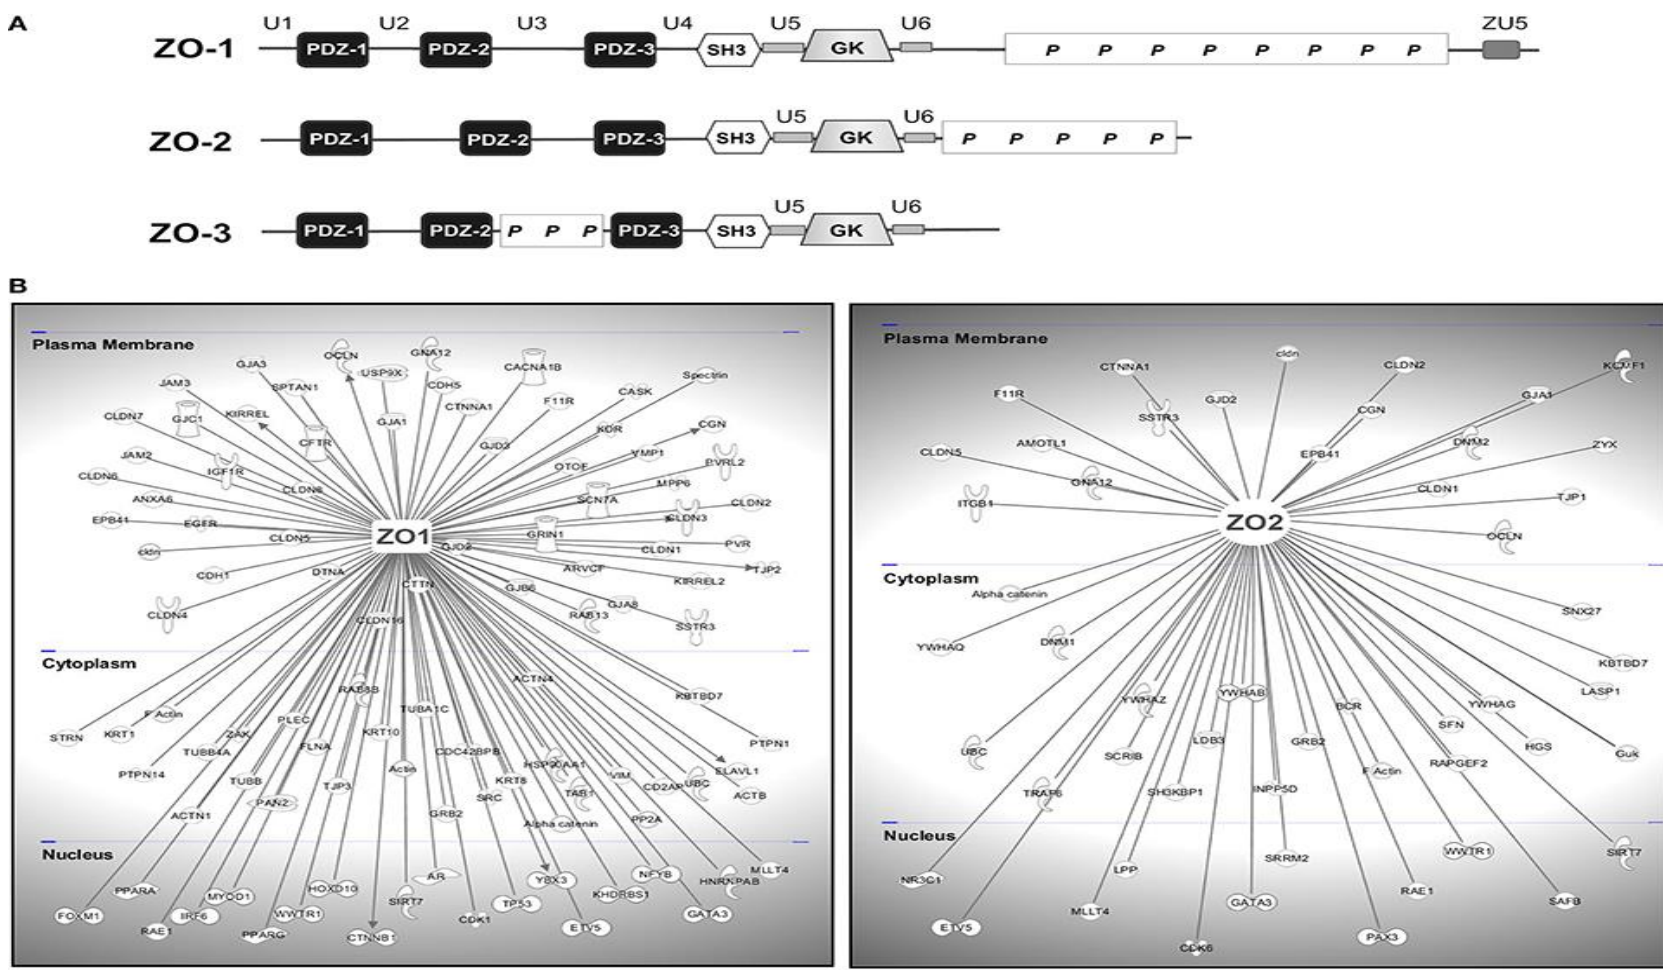 A
U1 U2 U3 U4 U5 U6 ZU5
ZO-1 PDZ-1 PDZ-2 PDZ-3 SH3 GK P P P P P P P P
U5 U6
ZO-2 PDZ-1 PDZ-2 PDZ-3 SH3 GK P P P P P
U5 U6
ZO-3 PDZ-1 PDZ-2 P P P PDZ-3 SH3 GK
B
Plasma Membrane
OCLN GNA12
GJA3 USP9X CACNA1B
JAM3 SPTAN1 CDH5 CASK Spectrin
CLDN7 GJC1 KIRREL GJA1 CTNNA1 F11R
CFTR GJD3 KDR CGN
JAM2 IGF1R OTOF VMP1 PVRL2
CLDN6 CLDN8 MPP6
ANXA6 SCN7A CLDN2
EPB41 EGFR CLDN3
CLDN5 ZO1 GRIN1
cldn GJD2 CLDN1 PVR
CDH1 DTNA ARVCF TJP2
CTTN GJB6 KIRREL2
CLDN4 CLDN16 RAB13 GJA8 SSTR3
Cytoplasm
RAB8B ACTN4 KBTBD7
F Actin PLEC TUBA1C
STRN KRT1 ZAK KRT10 PTPN1
TUBB4A FLNA CDC42BPB
PTPN14 TUBB TJP3 Actin KRT8 HSP90AA1 VIM ELAVL1
PAN2 SRC TAB1 CD2AP UBC ACTB
ACTN1 GRB2 Alpha catenin PP2A
Nucleus
PPARA MYOD1 HOXD10 AR YBX3 NFYB HNRNPAB MLLT4
FOXM1 IRF6 WWTR1 SIRT7 TP53 KHDRBS1 GATA3
RAE1 PPARG CTNNB1 CDK1 ETV5
Plasma Membrane
CTNNA1 cldn CLDN2 KCMF1
F11R SSTR3 GJD2 CGN GJA1
CLDN5 AMOTL1 EPB41 DNM2 ZYX
ITGB1 GNA12 CLDN1 TJP1
ZO2 OCLN
Cytoplasm
Alpha catenin SNX27
YWHAQ DNM1 KBTBD7
YWHAZ YWHAB BCR YWHAG LASP1
UBC SCRIB LDB3 GRB2 SFN HGS Guk
TRAF6 SH3KBP1 INPP5D F Actin RAPGEF2
Nucleus
NR3C1 LPP SRRM2 WWTR1 SIRT7
ETV5 MLLT4 GATA3 RAE1 SAFB
CDK6 PAX3